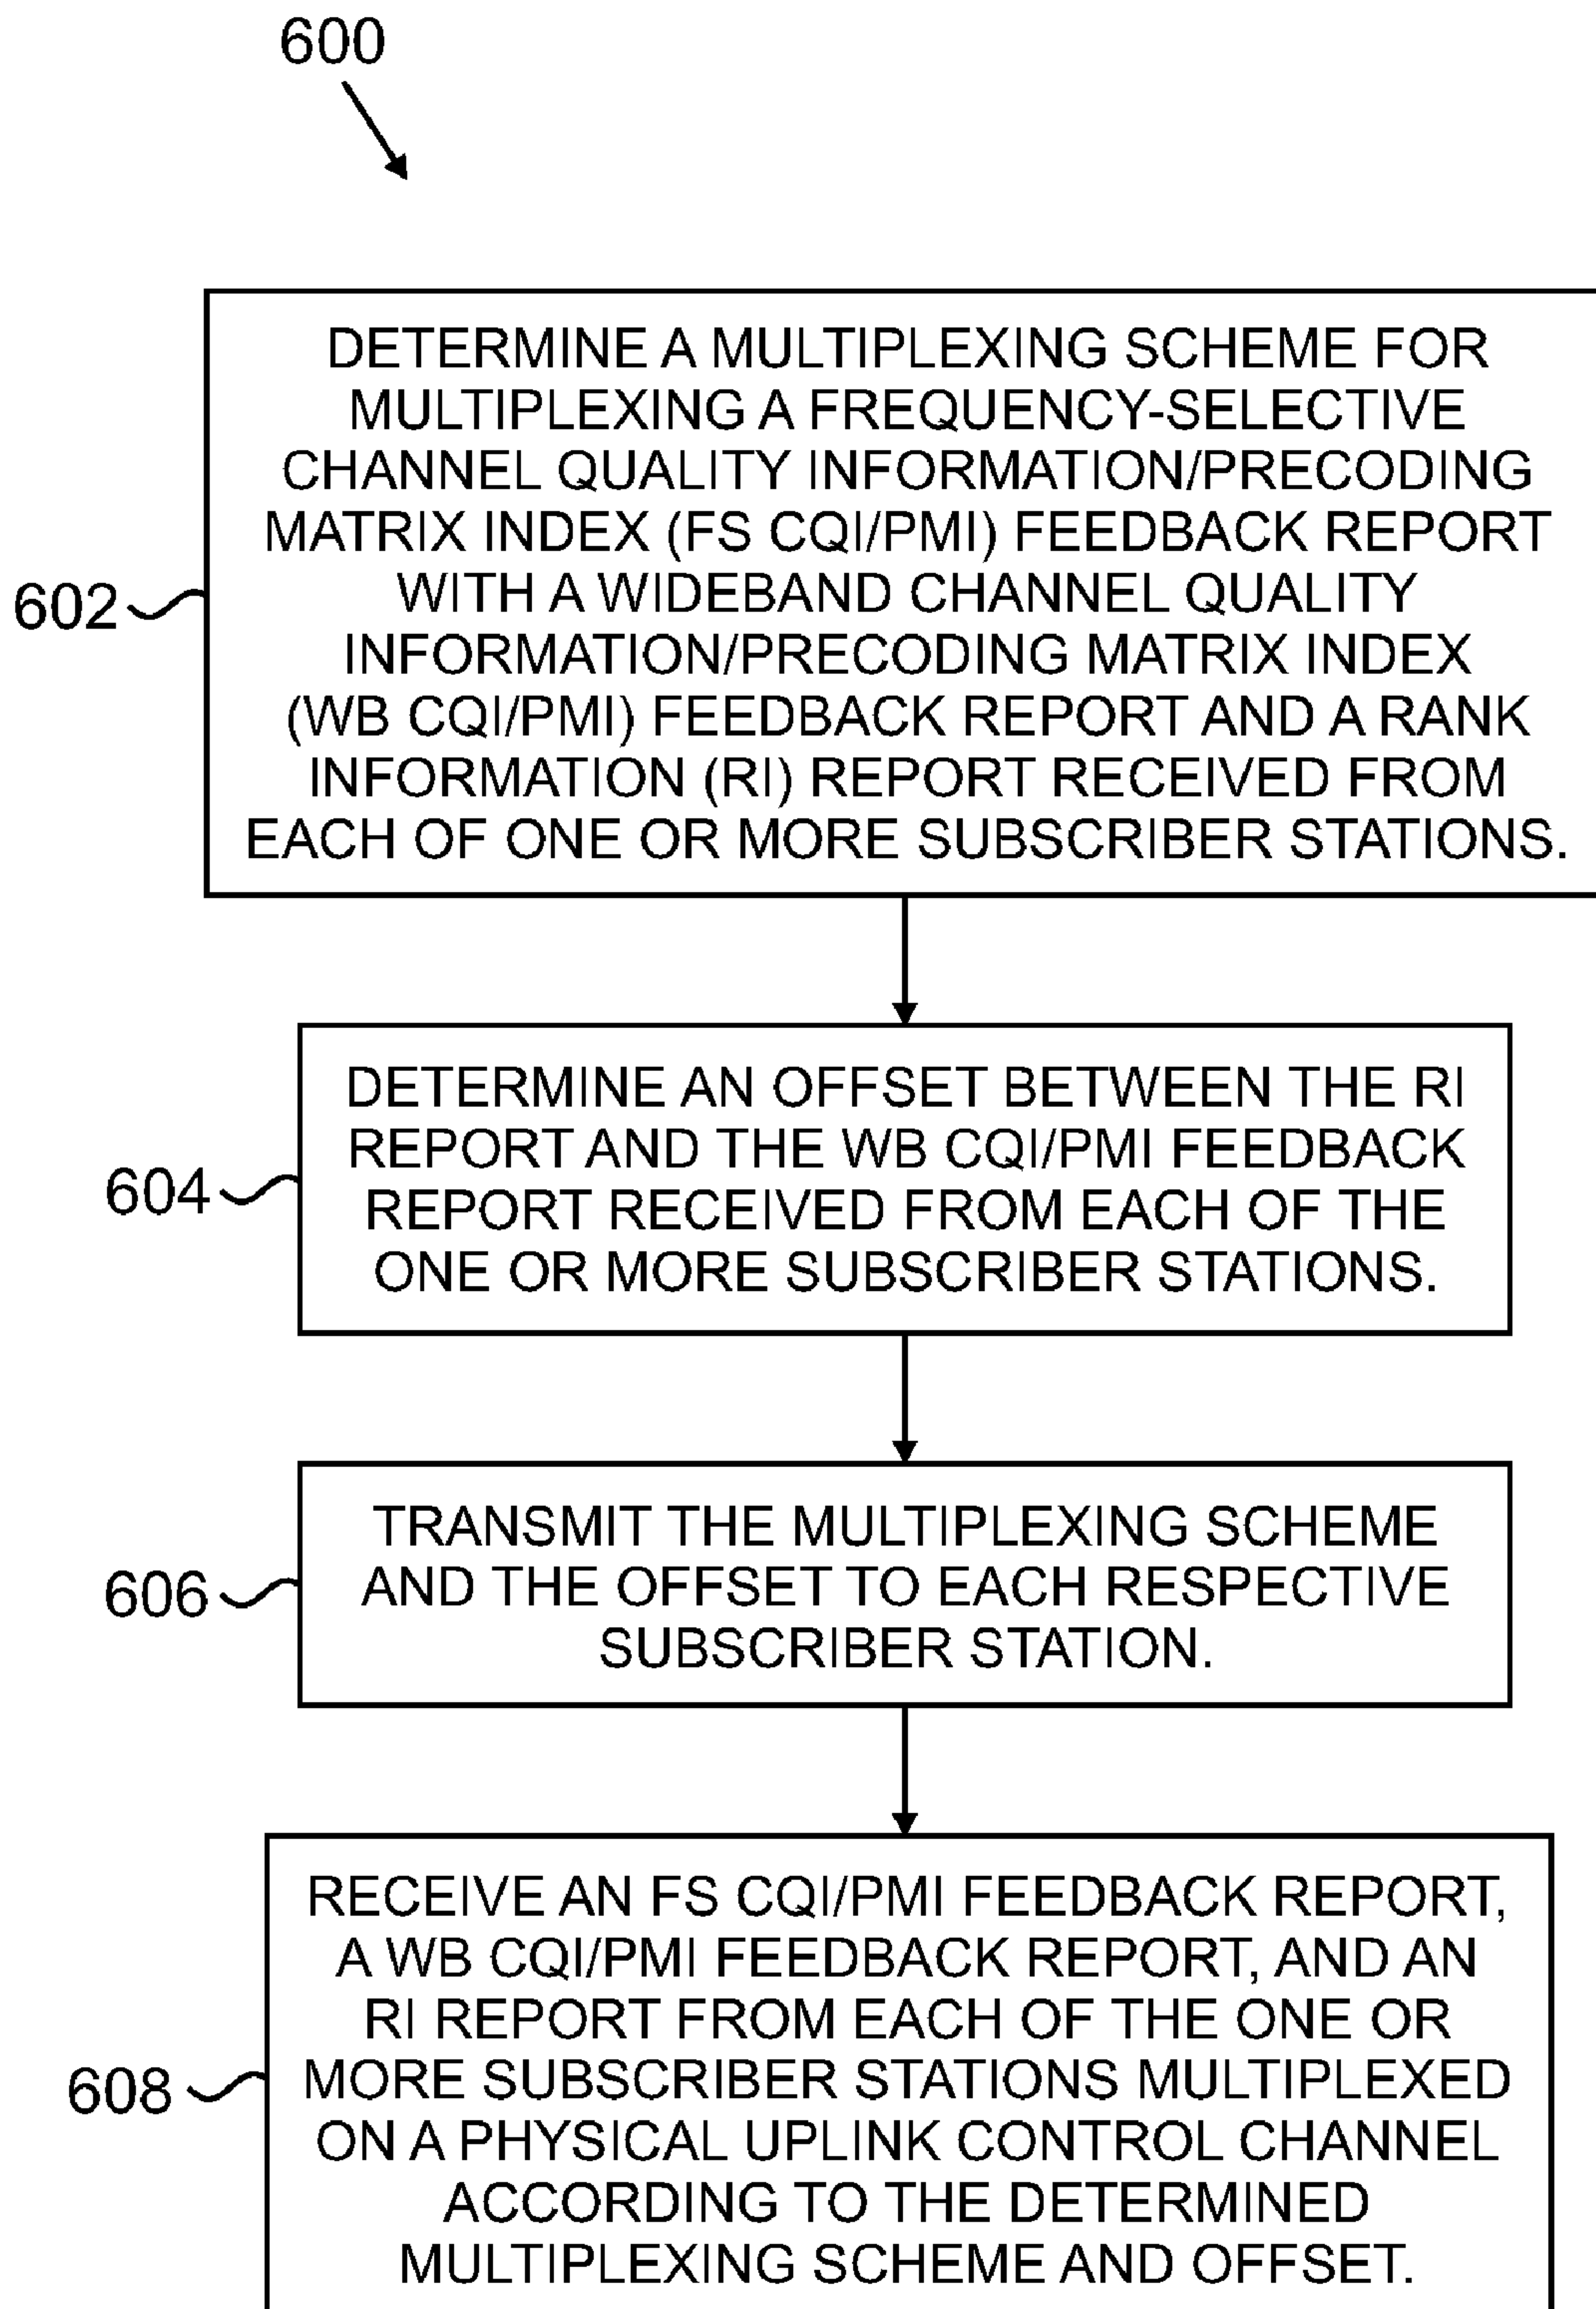 600
DETERMINE A MULTIPLEXING SCHEME FOR
MULTIPLEXING A FREQUENCY-SELECTIVE
CHANNEL QUALITY INFORMATION/PRECODING
MATRIX INDEX (FS CQI/PMI) FEEDBACK REPORT
WITH A WIDEBAND CHANNEL QUALITY
INFORMATION/PRECODING MATRIX INDEX
(WB CQI/PMI) FEEDBACK REPORT AND A RANK
INFORMATION (RI) REPORT RECEIVED FROM
EACH OF ONE OR MORE SUBSCRIBER STATIONS.
602
DETERMINE AN OFFSET BETWEEN THE RI
REPORT AND THE WB CQI/PMI FEEDBACK
REPORT RECEIVED FROM EACH OF THE
ONE OR MORE SUBSCRIBER STATIONS.
604
TRANSMIT THE MULTIPLEXING SCHEME
AND THE OFFSET TO EACH RESPECTIVE
SUBSCRIBER STATION.
606
RECEIVE AN FS CQI/PMI FEEDBACK REPORT,
A WB CQI/PMI FEEDBACK REPORT, AND AN
RI REPORT FROM EACH OF THE ONE OR
MORE SUBSCRIBER STATIONS MULTIPLEXED
ON A PHYSICAL UPLINK CONTROL CHANNEL
ACCORDING TO THE DETERMINED
MULTIPLEXING SCHEME AND OFFSET.
608